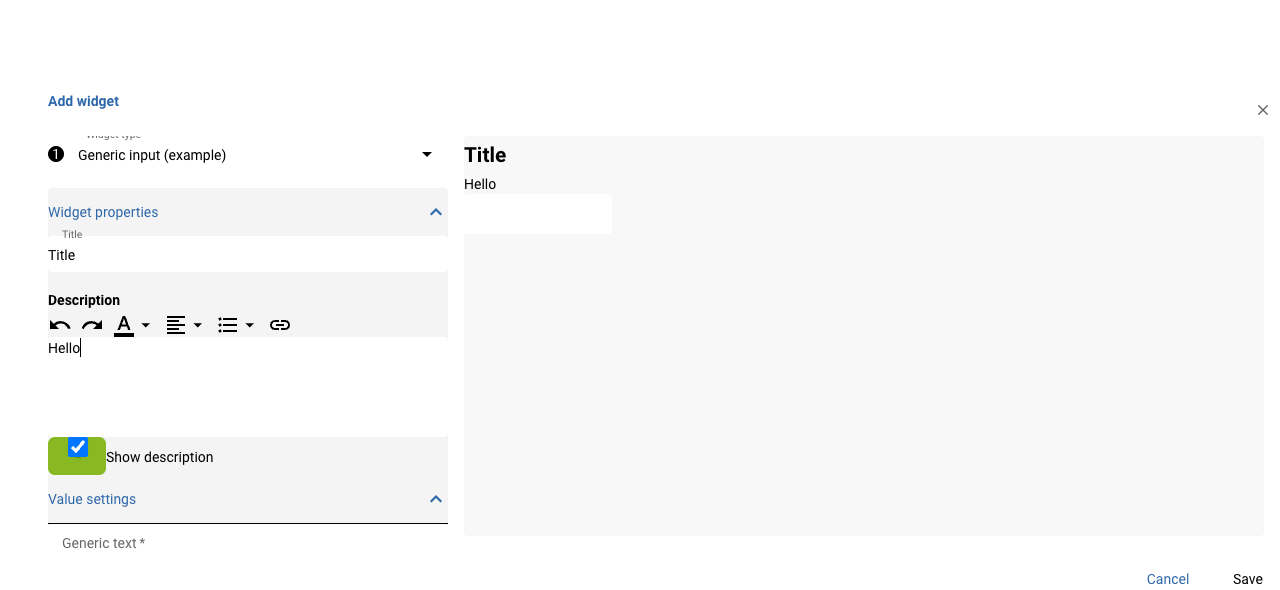 Add widget
Widget type
1 Generic input (example)
Widget properties
Title
Title
Description
A
Hello
Show description
Value settings
Generic text *
Title
Hello
Cancel Save